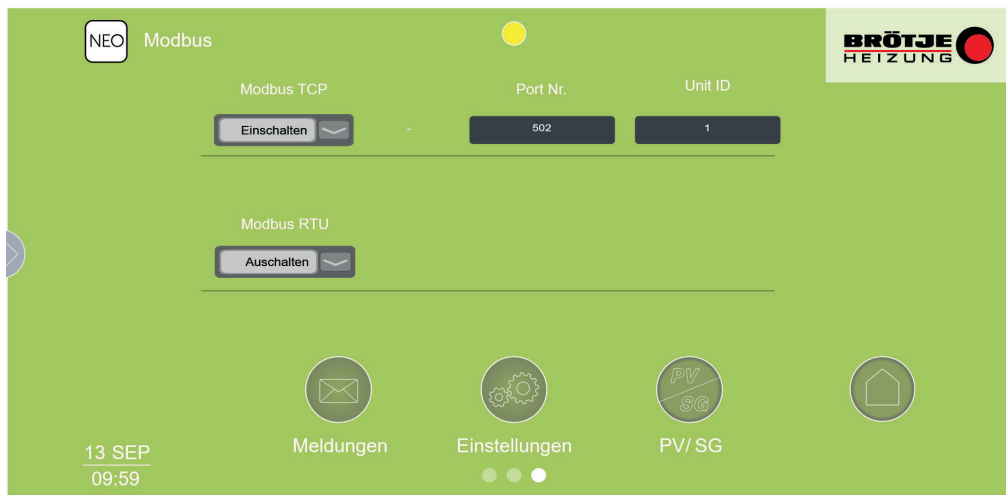 NEO Modbus
BRÖTJE
HEIZUNG
Modbus TCP Port Nr. Unit ID
Einschalten - 502 1
Modbus RTU
Auschalten
PV
SG
Meldungen Einstellungen PV/ SG
13 SEP
09:59